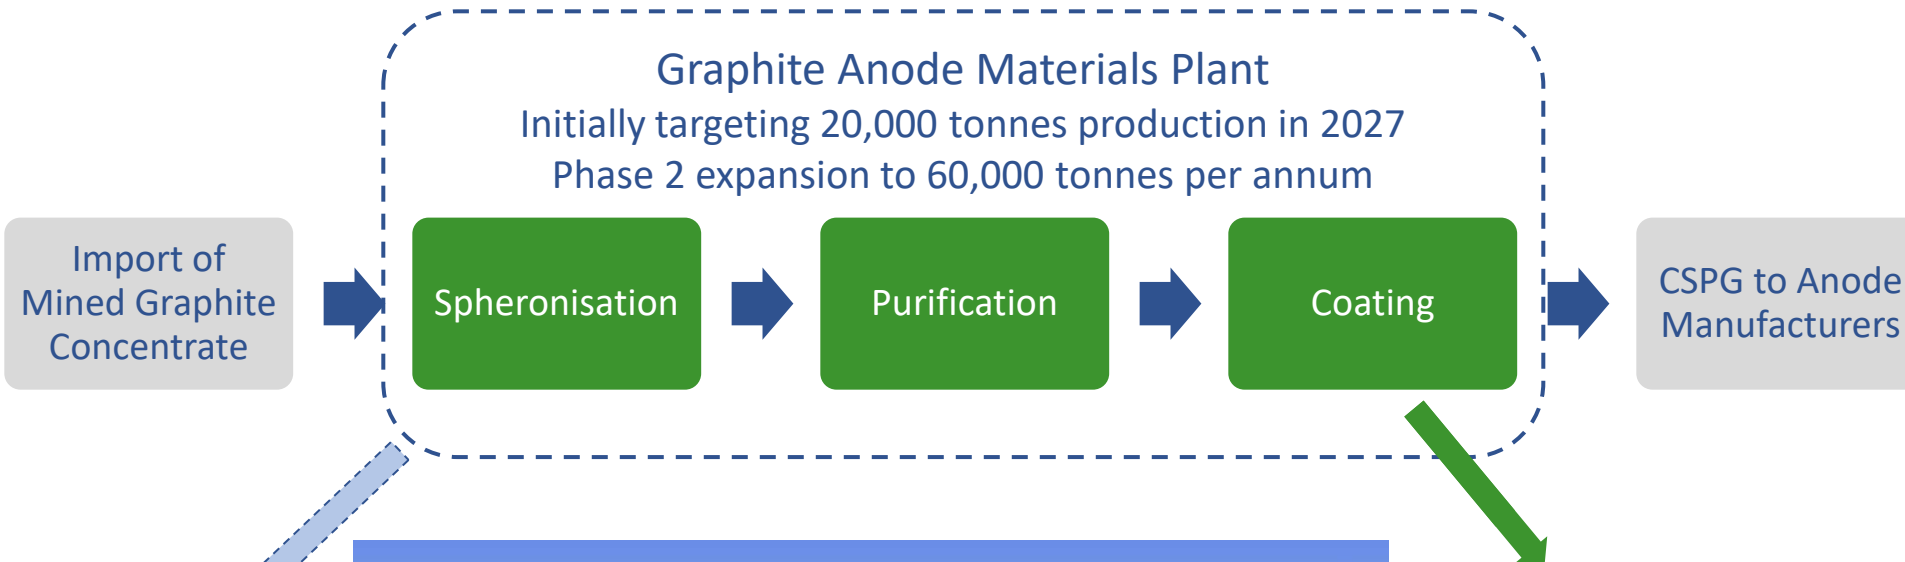 Graphite Anode Materials Plant
Initially targeting 20,000 tonnes production in 2027
Phase 2 expansion to 60,000 tonnes per annum
Import of
Mined Graphite
Concentrate
Spheronisation
Purification
Coating
CSPG to Anode
Manufacturers